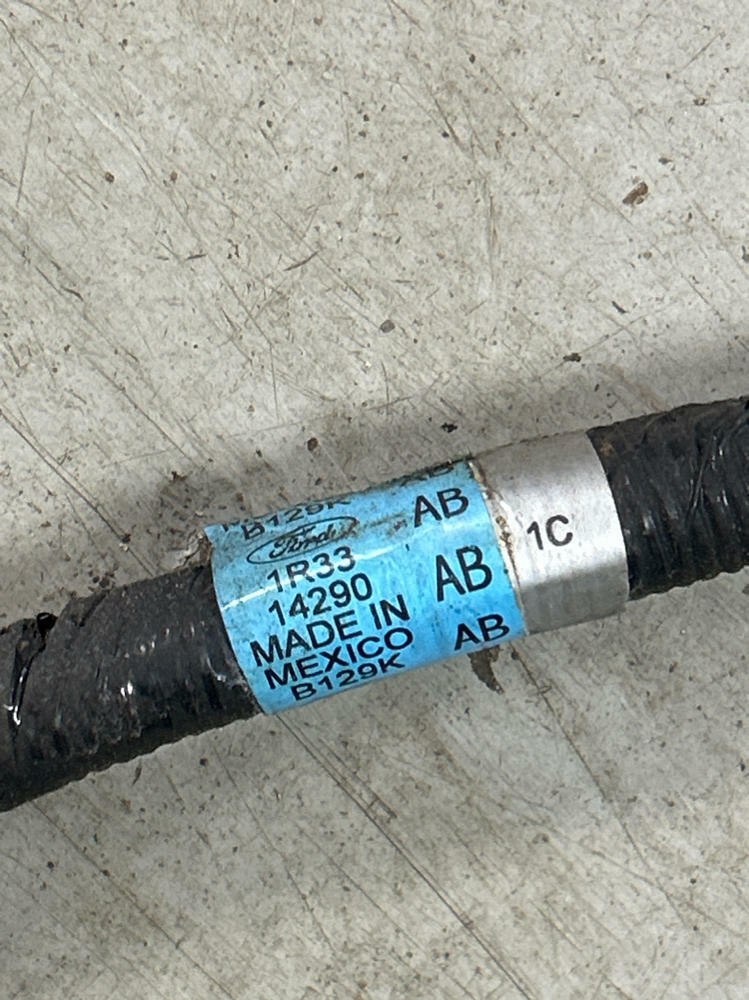 B129K
Ford
AB
1R33
14290
AB
MADE IN
MEXICO
AB
B129K
1C